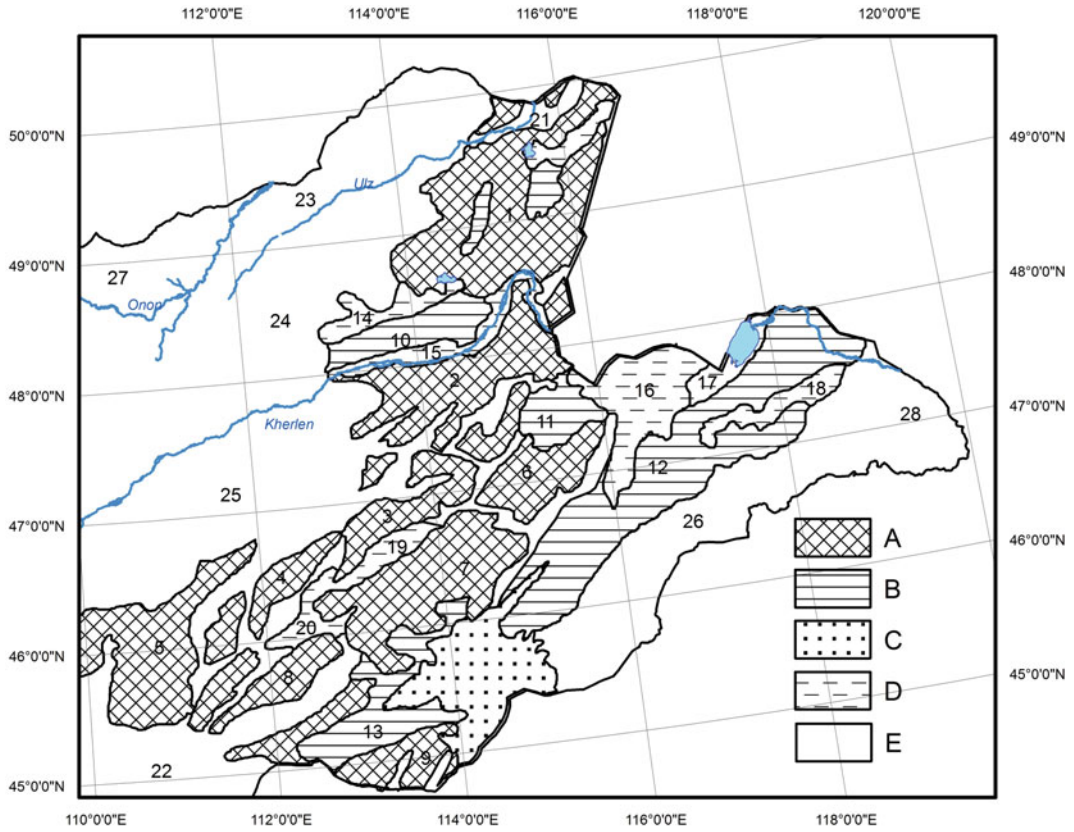 112°0'0"E 114°0'0"E 116°0'0"E 118°0'0"E 120°0'0"E
50°0'0"N
49°0'0"N
48°0'0"N
47°0'0"N
46°0'0"N
45°0'0"N
21
Ulz
23
1
27
Onon
24
14
10
15
2
16
17
18
Kherlen
11
28
12
6
25
3
26
19
7
4
20
5
8
13
9
22
A
B
C
D
E
49°0'0"N
48°0'0"N
47°0'0"N
46°0'0"N
45°0'0"N
110°0'0"E 112°0'0"E 114°0'0"E 116°0'0"E 118°0'0"E